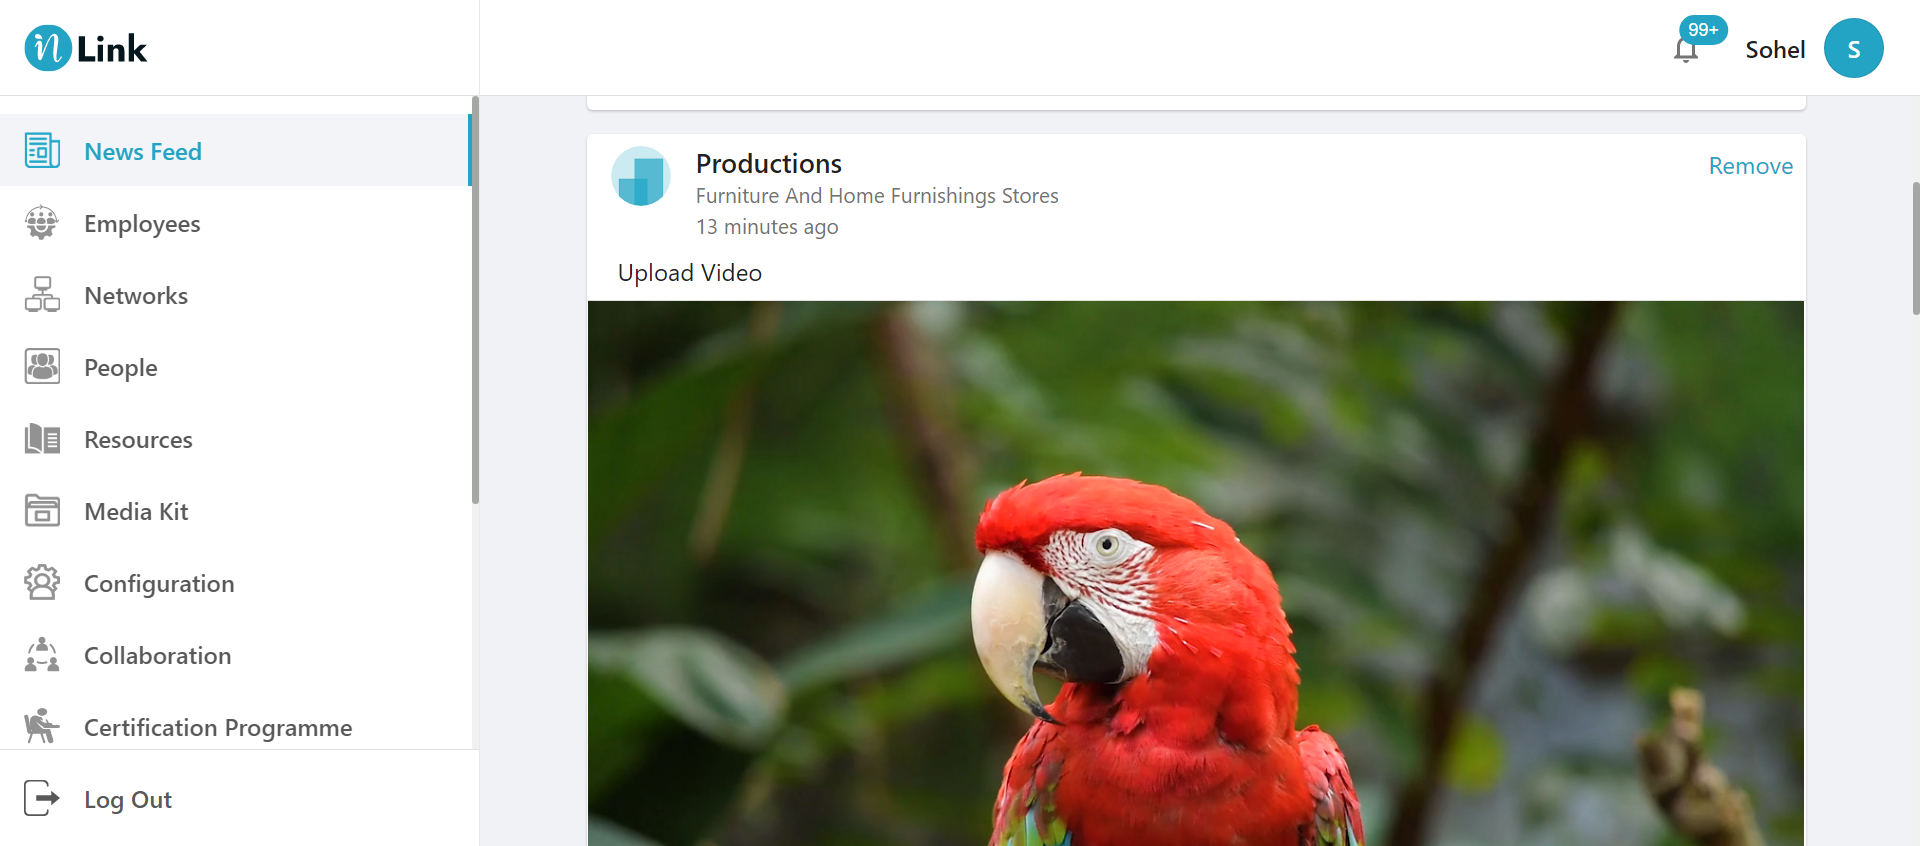 n Link
99+
Sohel
S
News Feed
Employees
Networks
People
Resources
Media Kit
Configuration
Collaboration
Certification Programme
Log Out
Productions
Remove
Furniture And Home Furnishings Stores
13 minutes ago
Upload Video